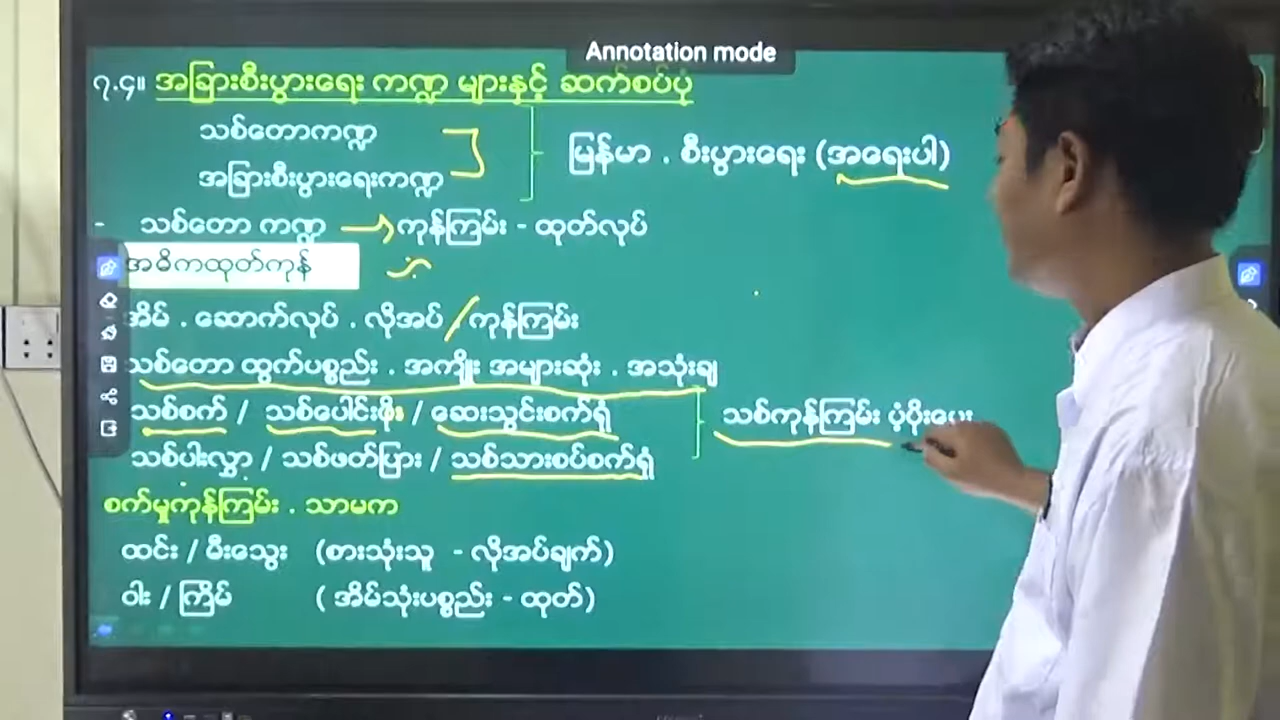 Annotation mode
၇.၄။ အခြားစီးပွားရေး ကဏ္ဍ များနှင့် ဆက်စပ်ပုံ
သစ်တောကဏ္ဍ
အခြားစီးပွားရေးကဏ္ဍ
မြန်မာ . စီးပွားရေး (အရေးပါ)
- သစ်တော ကဏ္ဍ ကုန်ကြမ်း - ထုတ်လုပ်
အဓိကထုတ်ကုန်
အိမ် . ဆောက်လုပ် . လိုအပ် / ကုန်ကြမ်း
သစ်တော ထွက်ပစ္စည်း . အကျိုး အများဆုံး . အသုံးချ
သစ်စက် / သစ်ပေါင်းဖိုး / ဆေးသွင်းစက်ရုံ
သစ်ကုန်ကြမ်း ပံ့ပိုးပေး
သစ်ပါးလွှာ / သစ်ဖတ်ပြား / သစ်သားစပ်စက်ရုံ
စက်မှုကုန်ကြမ်း . သာမက
ထင်း / မီးသွေး (စားသုံးသူ - လိုအပ်ချက်)
ဝါး / ကြိမ် ( အိမ်သုံးပစ္စည်း - ထုတ်)